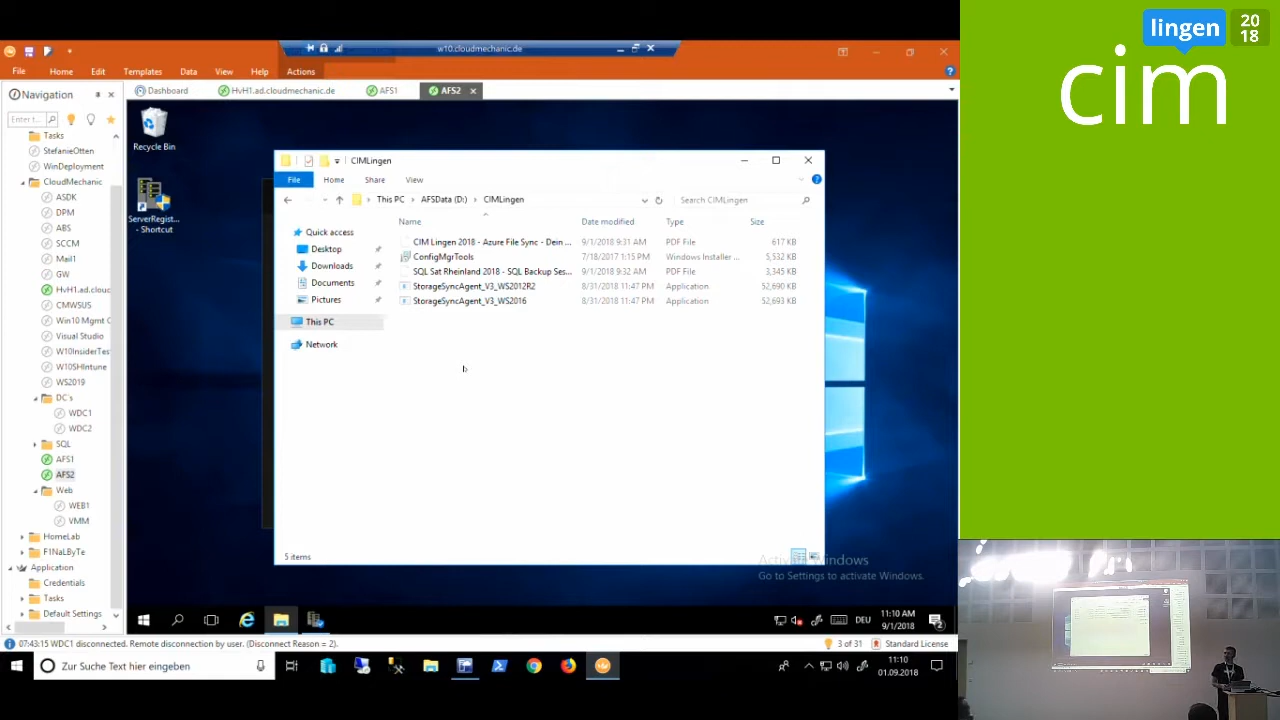 lingen
20
18
cim
w10.cloudmechanic.de
File Home Edit Templates Data View Help Actions
Navigation
Dashboard HvH1.ad.cloudmechanic.de AFS1 AFS2
Enter t...
Tasks
StefanieOtten
WinDeployment
CloudMechanic
ASDK
DPM
ABS
SCCM
Mail1
GW
HvH1.ad.cloud
CMWSUS
Win10 Mgmt C
Visual Studio
W10InsiderTes
W10SHIntune
WS2019
DC's
WDC1
WDC2
SQL
AFS1
AFS2
Web
WEB1
VMM
HomeLab
F1NaLByTe
Application
Credentials
Tasks
Default Settings
Recycle Bin
ServerRegist...
- Shortcut
CIMLingen
File Home Share View
This PC AFSData (D:) CIMLingen
Search CIMLingen
Name Date modified Type Size
Quick access
Desktop
Downloads
Documents
Pictures
This PC
Network
CIM Lingen 2018 - Azure File Sync - Dein ... 9/1/2018 9:31 AM PDF File 617 KB
ConfigMgrTools 7/18/2017 1:15 PM Windows Installer ... 5,532 KB
SQL Sat Rheinland 2018 - SQL Backup Ses... 9/1/2018 9:32 AM PDF File 3,345 KB
StorageSyncAgent_V3_WS2012R2 8/31/2018 11:47 PM Application 52,690 KB
StorageSyncAgent_V3_WS2016 8/31/2018 11:47 PM Application 52,693 KB
5 items
Activate Windows
Go to Settings to activate Windows.
DEU
11:10 AM
9/1/2018
2
07:43:15 WDC1 disconnected. Remote disconnection by user. (Disconnect Reason = 2).
3 of 31 Standard License
Zur Suche Text hier eingeben
11:10
01.09.2018